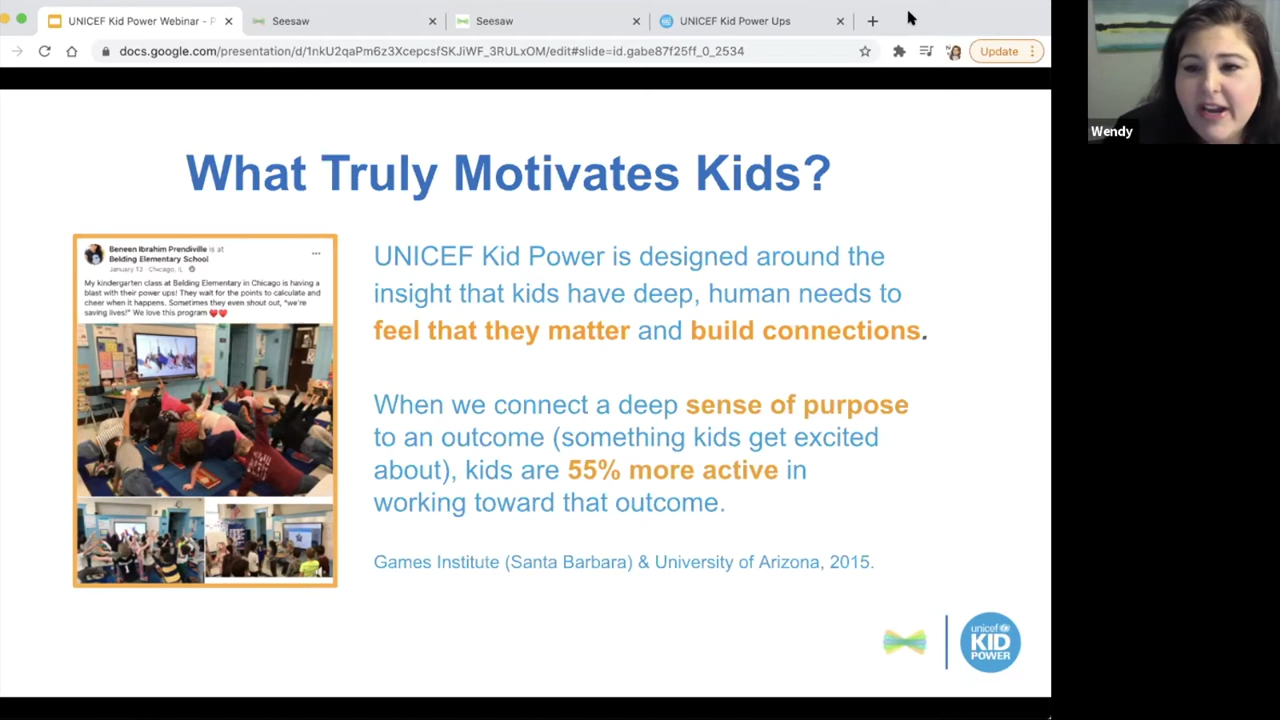 UNICEF Kid Power Webinar - P
Seesaw
Seesaw
UNICEF Kid Power Ups
docs.google.com/presentation/d/1nkU2qaPm6z3XcepcsfSKJiWF_3RULxOM/edit#slide=id.gabe87f25ff_0_2534
Update
Wendy
What Truly Motivates Kids?
Beneen Ibrahim Prendiville is at
Belding Elementary School
January 13 · Chicago, IL
My kindergarten class at Belding Elementary in Chicago is having a
blast with their power ups! They wait for the points to calculate and
cheer when it happens. Sometimes they even shout out, "we're
saving lives!" We love this program
UNICEF Kid Power is designed around the
insight that kids have deep, human needs to
feel that they matter and build connections.
When we connect a deep sense of purpose
to an outcome (something kids get excited
about), kids are 55% more active in
working toward that outcome.
Games Institute (Santa Barbara) & University of Arizona, 2015.
unicef
KID
POWER